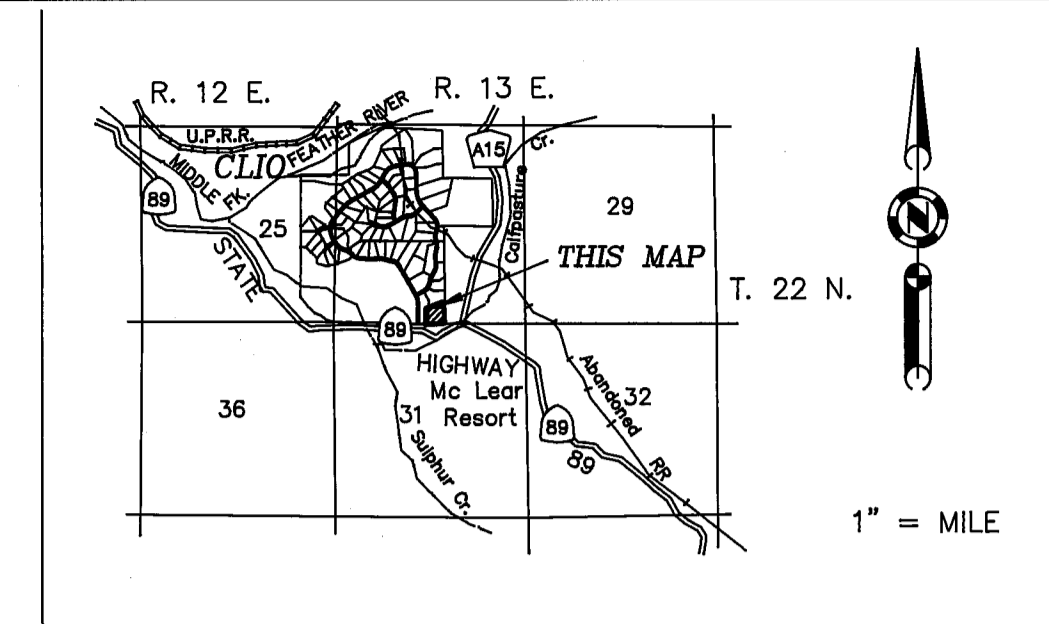 R. 12 E.
R. 13 E.
U.P.R.R.
CLIO
FEATHER RIVER
MIDDLE FK.
A15
Cr.
Calfpasture
89
25
29
STATE
THIS MAP
T. 22 N.
N
89
HIGHWAY
Mc Lear
Resort
36
31
32
Abandoned
RR
89
89
Sulphur Cr.
1" = MILE